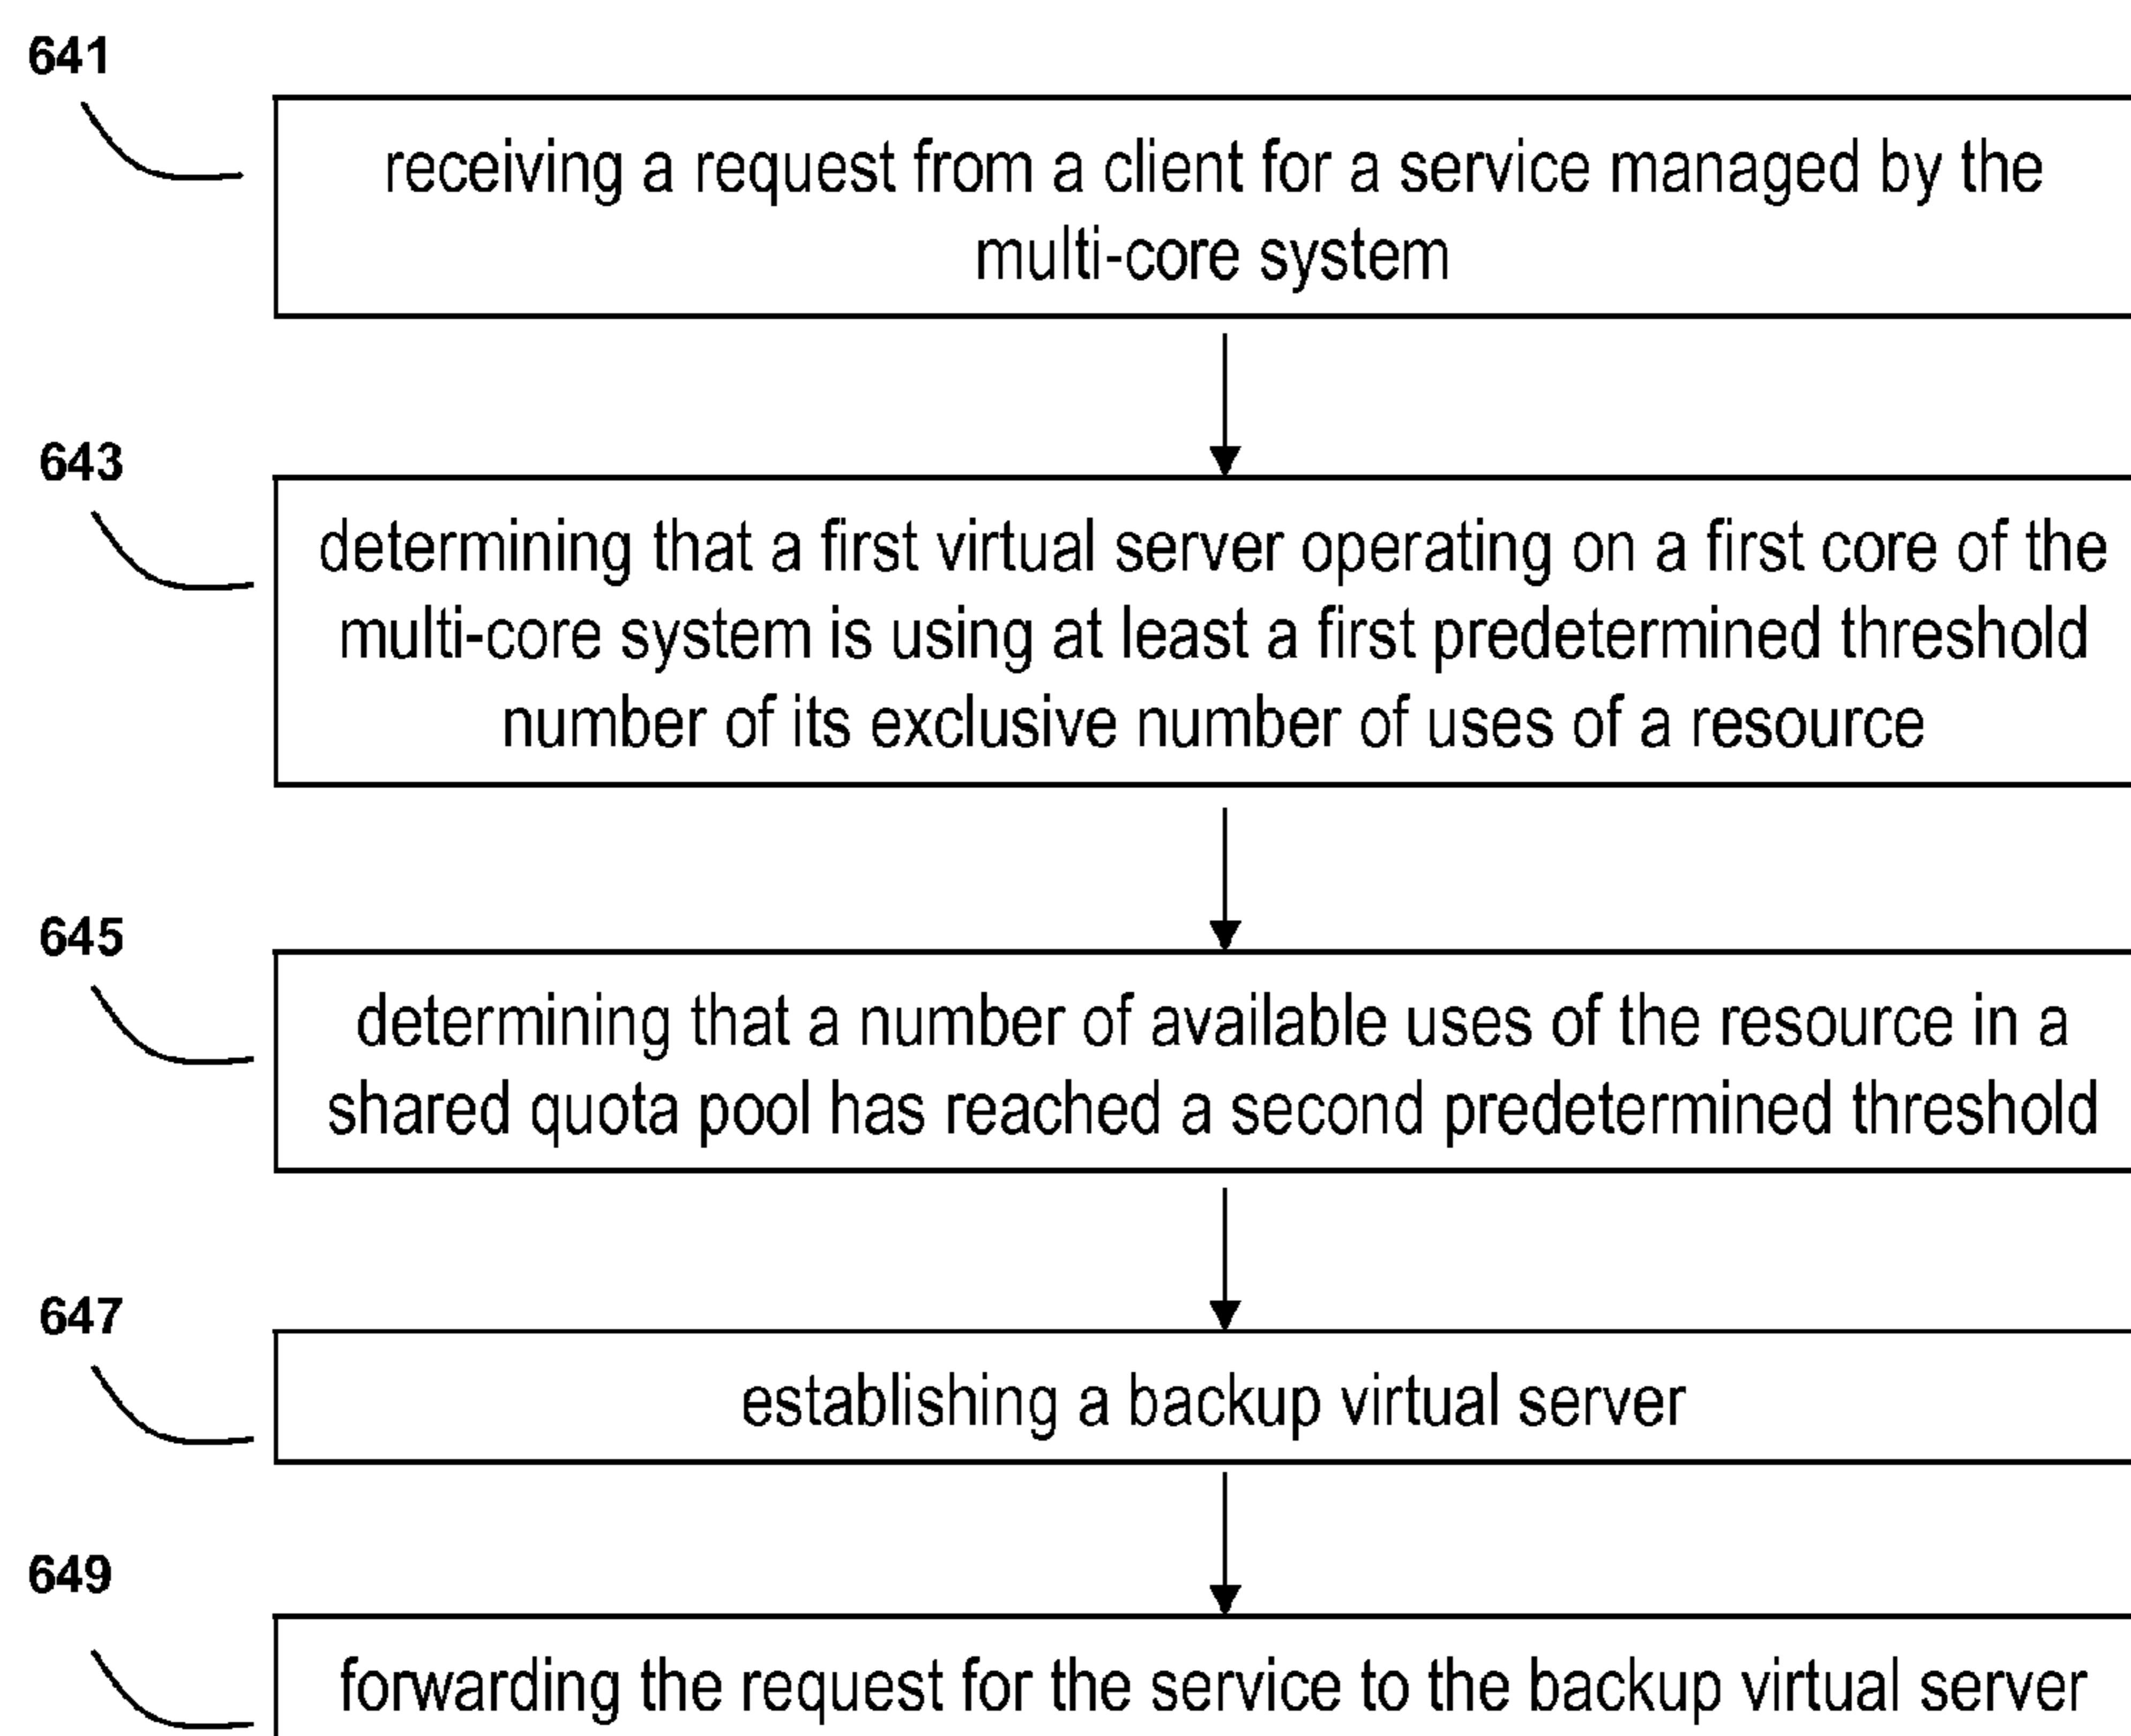 641
receiving a request from a client for a service managed by the
multi-core system
643
determining that a first virtual server operating on a first core of the
multi-core system is using at least a first predetermined threshold
number of its exclusive number of uses of a resource
645
determining that a number of available uses of the resource in a
shared quota pool has reached a second predetermined threshold
647
establishing a backup virtual server
649
forwarding the request for the service to the backup virtual server